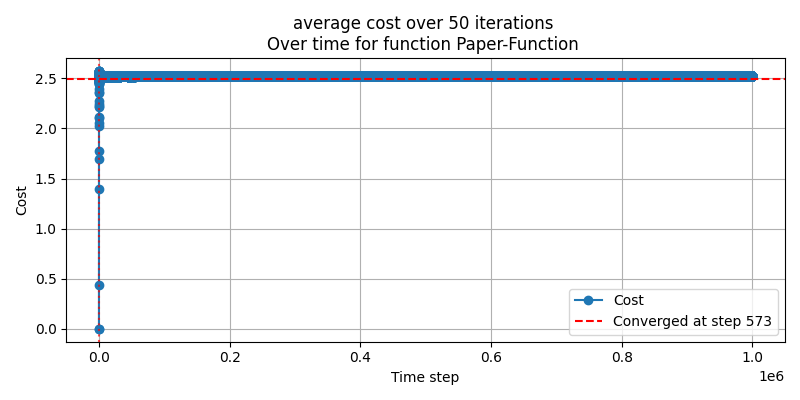 average cost over 50 iterations
Over time for function Paper-Function
2.5
2.0
1.5
1.0
0.5
0.0
Cost
Cost
Converged at step 573
0.0
0.2
0.4
0.6
0.8
1.0
1e6
Time step